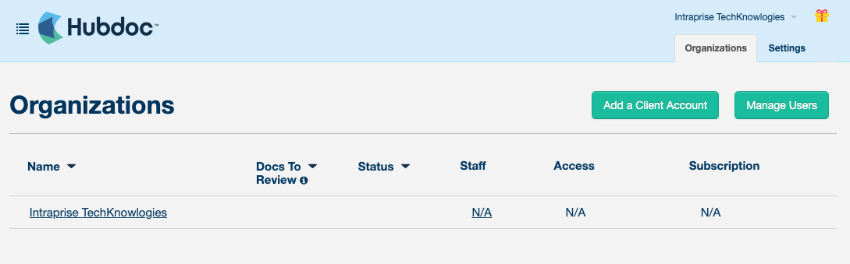 Hubdoc™
Intraprise TechKnowlogies
Organizations
Settings
Organizations
Add a Client Account
Manage Users
Name
Docs To
Review
Status
Staff
Access
Subscription
Intraprise TechKnowlogies
N/A
N/A
N/A